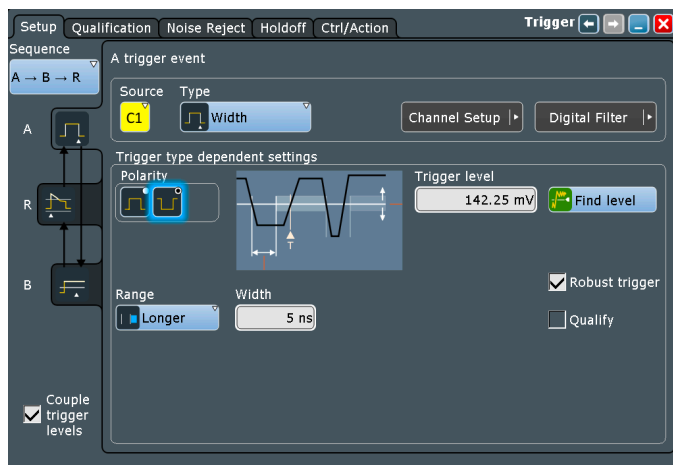 Setup Qualification Noise Reject Holdoff Ctrl/Action Trigger
Sequence
A → B → R
A trigger event
Source Type
C1 Width Channel Setup Digital Filter
A
Trigger type dependent settings
Polarity Trigger level
142.25 mV Find level
R
T
Robust trigger
B
Range Width
Longer 5 ns Qualify
Couple
trigger
levels